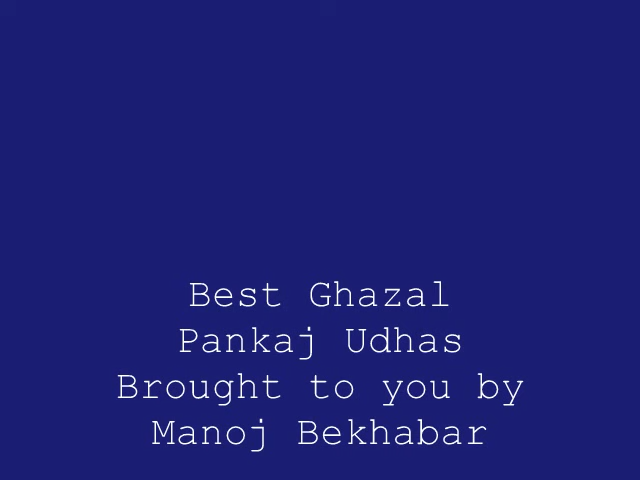 Best Ghazal
Pankaj Udhas
Brought to you by
Manoj Bekhabar